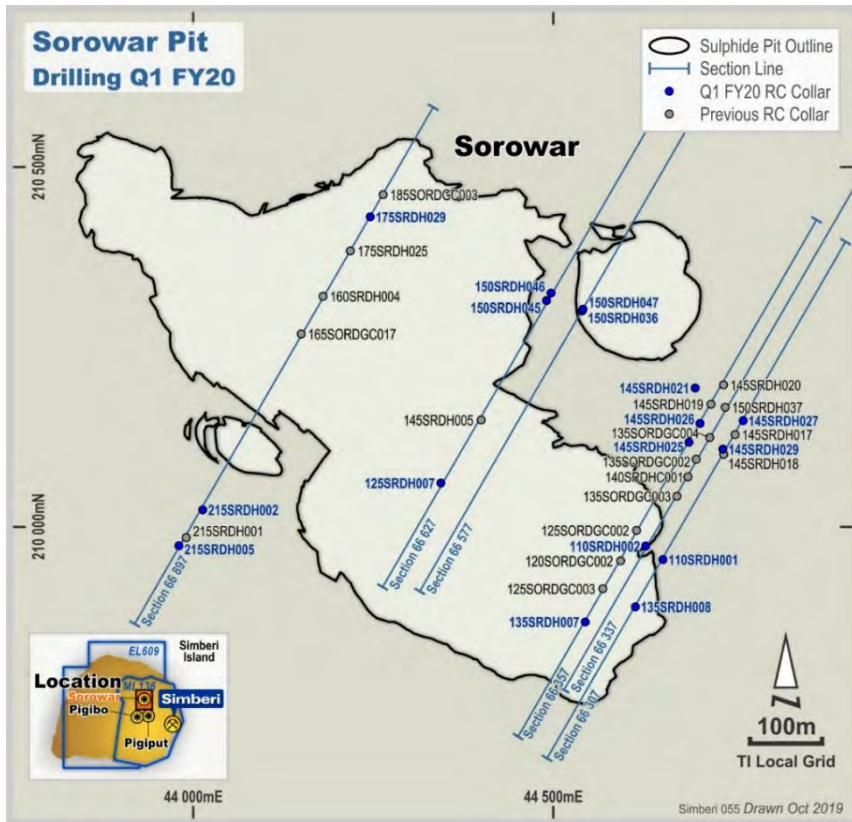 Sorowar Pit
Drilling Q1 FY20
Sulphide Pit Outline
Section Line
Q1 FY20 RC Collar
Previous RC Collar
Sorowar
210 500mN
185SORDGC003
175SRDH029
175SRDH025
160SRDH004
165SORDGC017
150SRDH046
150SRDH045
150SRDH047
150SRDH036
145SRDH021
145SRDH020
145SRDH019
150SRDH037
145SRDH005
145SRDH026
145SRDH027
135SORDGC004
145SRDH017
145SRDH025
145SRDH029
135SORDGC002
145SRDH018
140SRDHC001
125SRDH007
135SORDGC003
215SRDH002
210 000mN
125SORDGC002
215SRDH001
215SRDH005
110SRDH002
120SORDGC002
110SRDH001
125SORDGC003
135SRDH008
135SRDH007
Section 66 897
Section 66 627
Section 66 577
Section 66 357
Section 66 337
Section 66 307
EL609
Simberi
Island
Location
ML136
Sorowar
Simberi
Pigibo
Pigiput
N
100m
TI Local Grid
44 000mE
44 500mE
Simberi 055 Drawn Oct 2019